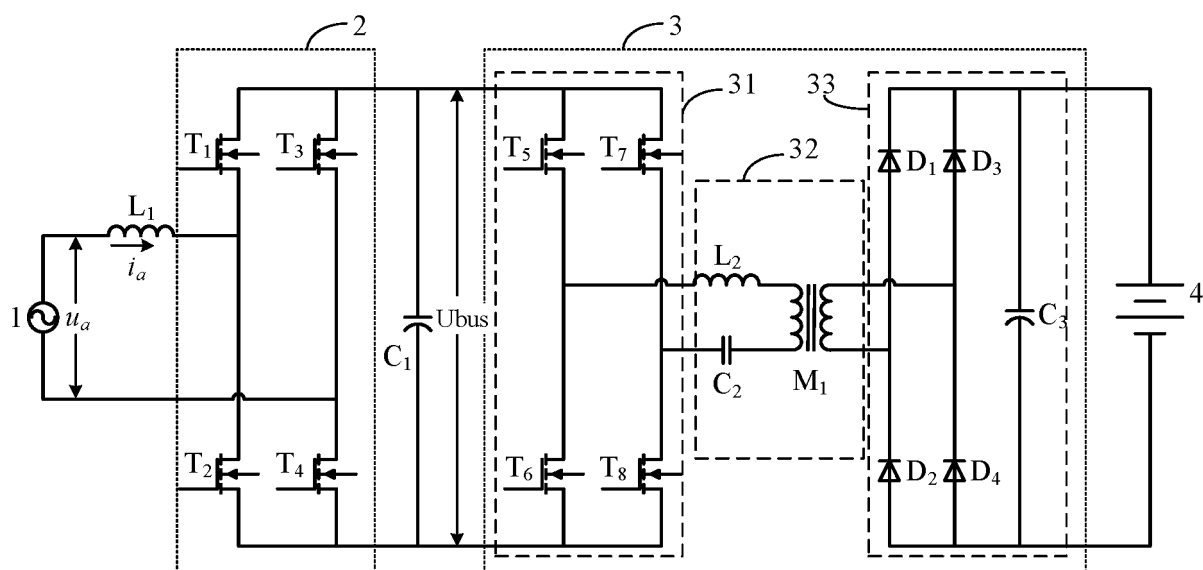 2
3
31
33
32
T₁
T₃
T₅
T₇
D₁
D₃
L₁
iₐ
L₂
1
uₐ
C₁
Ubus
C₂
M₁
C₃
4
T₂
T₄
T₆
T₈
D₂
D₄